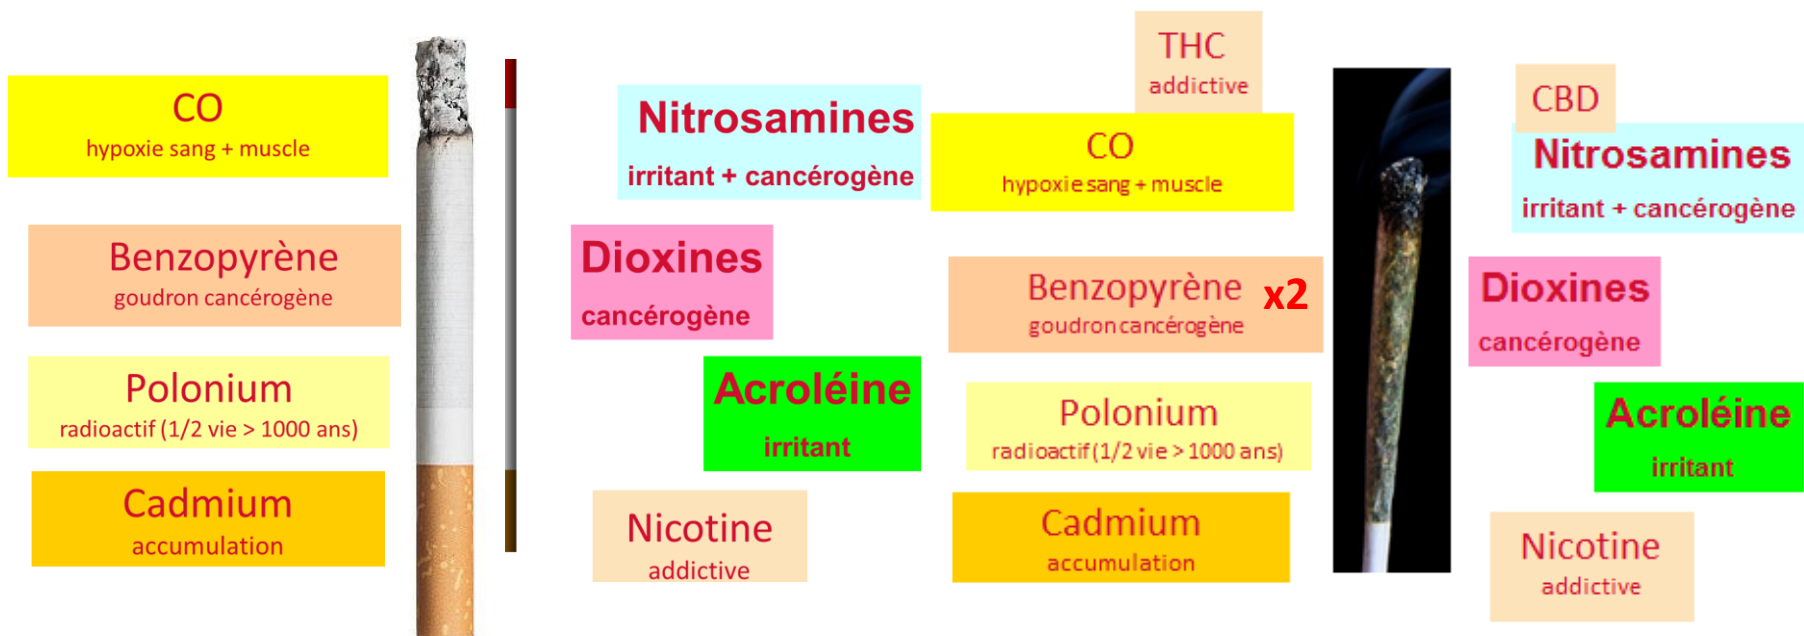 CO
hypoxie sang + muscle
Benzopyrène
goudron cancérogène
Polonium
radioactif (1/2 vie > 1000 ans)
Cadmium
accumulation
Nitrosamines
irritant + cancérogène
Dioxines
cancérogène
Acroléine
irritant
Nicotine
addictive
THC
addictive
CO
hypoxie sang + muscle
Benzopyrène x2
goudron cancérogène
Polonium
radioactif (1/2 vie > 1000 ans)
Cadmium
accumulation
CBD
Nitrosamines
irritant + cancérogène
Dioxines
cancérogène
Acroléine
irritant
Nicotine
addictive